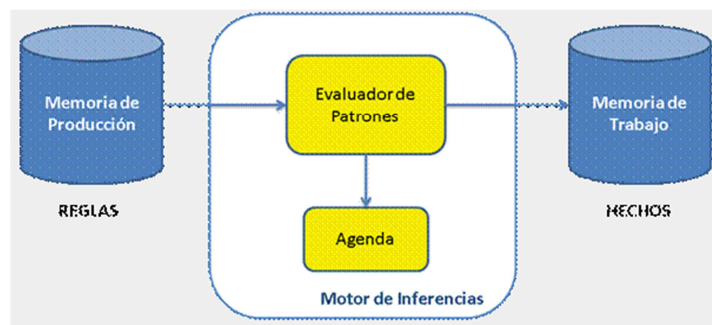 Memoria de
Producción
REGLAS
Evaluador de
Patrones
Agenda
Motor de Inferencias
Memoria de
Trabajo
HECHOS